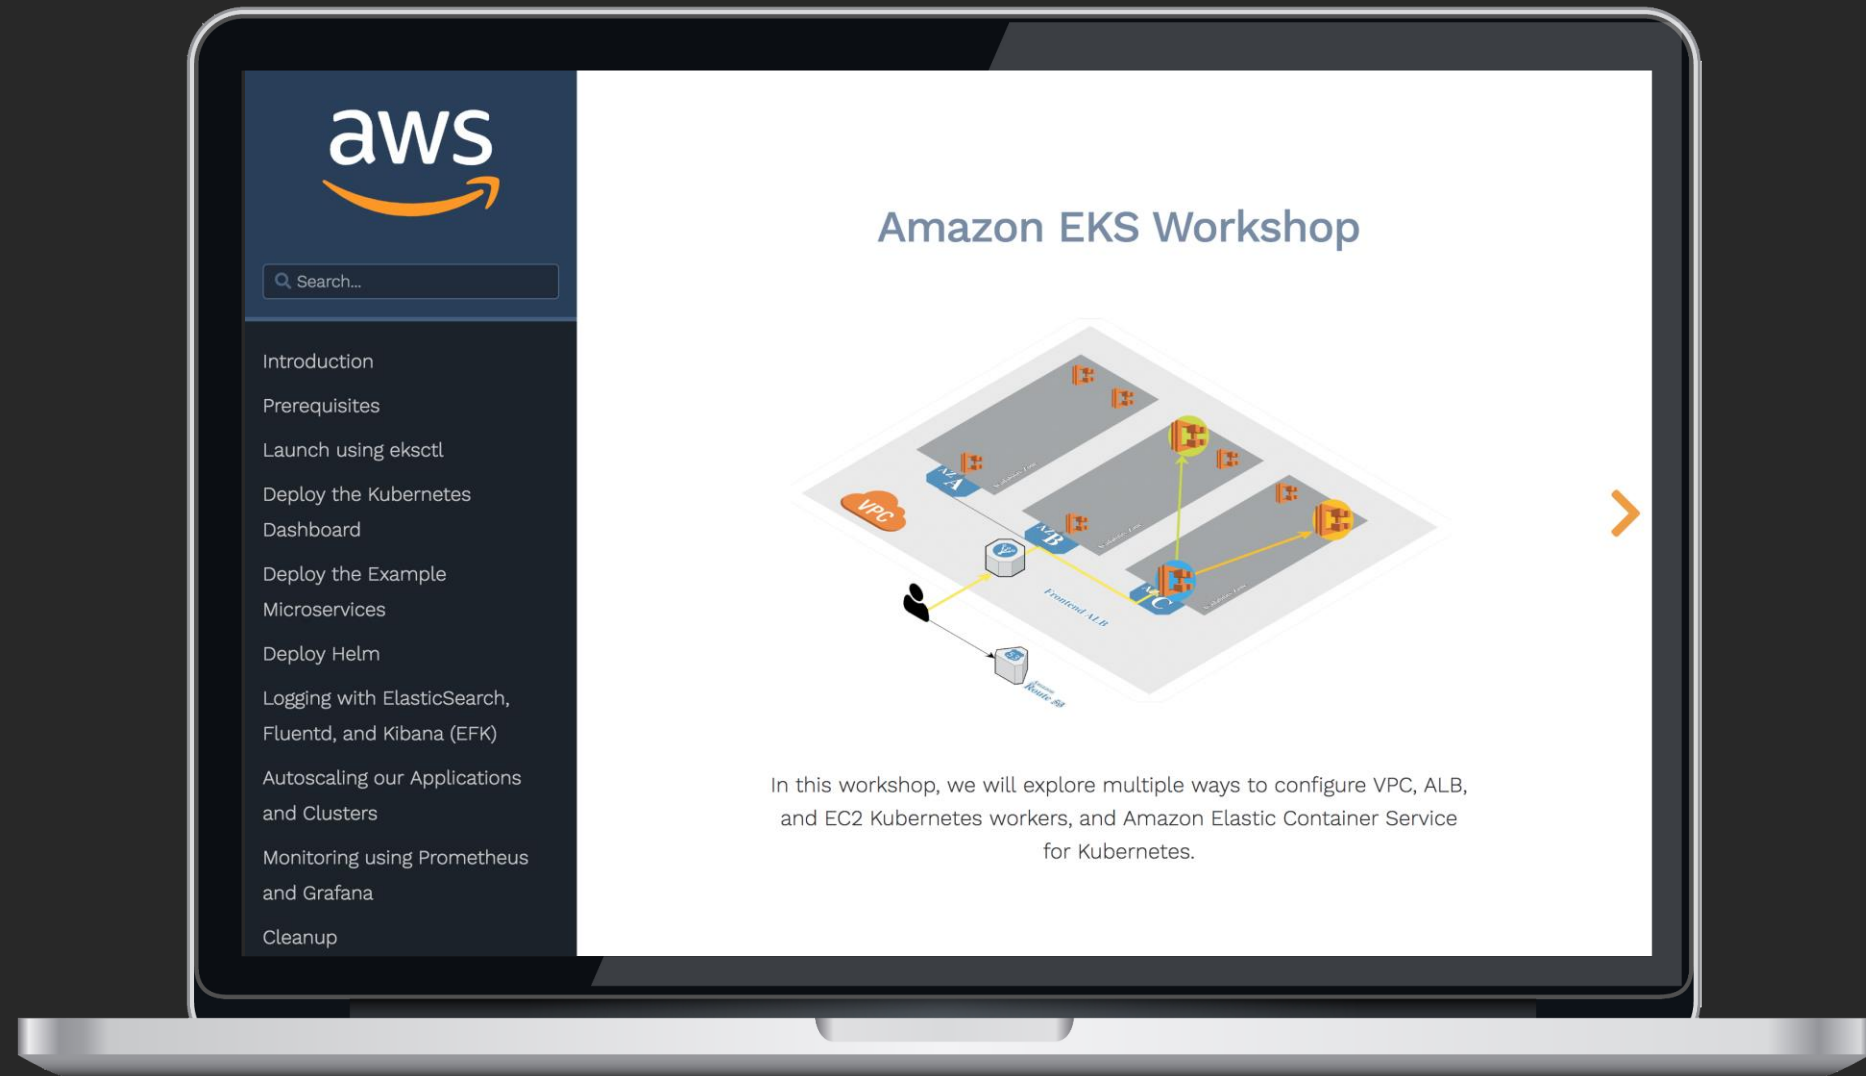 aws
Search...
Introduction
Prerequisites
Launch using eksctl
Deploy the Kubernetes
Dashboard
Deploy the Example
Microservices
Deploy Helm
Logging with ElasticSearch,
Fluentd, and Kibana (EFK)
Autoscaling our Applications
and Clusters
Monitoring using Prometheus
and Grafana
Cleanup
Amazon EKS Workshop
AZ A
VPC
AZ B
AZ C
Frontend ALB
Amazon
Route 53
In this workshop, we will explore multiple ways to configure VPC, ALB,
and EC2 Kubernetes workers, and Amazon Elastic Container Service
for Kubernetes.